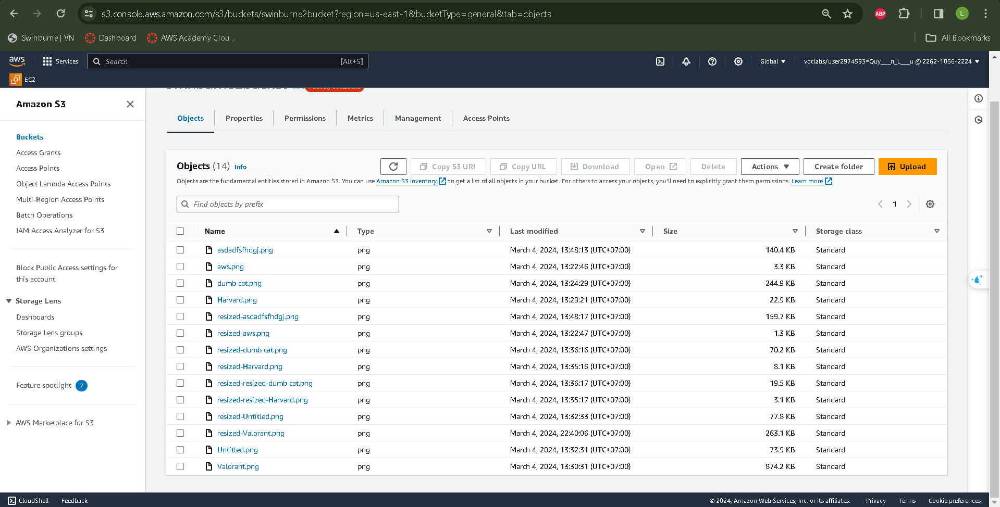 s3.console.aws.amazon.com/s3/buckets/swinburne2bucket?region=us-east-1&bucketType=general&tab=objects
ABP
L
Swinburne | VN
Dashboard
AWS Academy Clou...
All Bookmarks
aws
Services
Search
[Alt+S]
Global
voclabs/user2974593=Quy___n_L___u @ 2262-1056-2224
EC2
Amazon S3
Buckets
Access Grants
Access Points
Object Lambda Access Points
Multi-Region Access Points
Batch Operations
IAM Access Analyzer for S3
Block Public Access settings for
this account
Storage Lens
Dashboards
Storage Lens groups
AWS Organizations settings
Feature spotlight 7
AWS Marketplace for S3
Objects
Properties
Permissions
Metrics
Management
Access Points
Objects (14) Info
Copy S3 URI
Copy URL
Download
Open
Delete
Actions
Create folder
Upload
Objects are the fundamental entities stored in Amazon S3. You can use Amazon S3 inventory to get a list of all objects in your bucket. For others to access your objects, you'll need to explicitly grant them permissions. Learn more
Find objects by prefix
1
Name Type Last modified Size Storage class
asdadfsfhdgj.png png March 4, 2024, 13:48:13 (UTC+07:00) 140.4 KB Standard
aws.png png March 4, 2024, 13:22:46 (UTC+07:00) 3.3 KB Standard
dumb cat.png png March 4, 2024, 13:24:29 (UTC+07:00) 244.9 KB Standard
Harvard.png png March 4, 2024, 13:29:21 (UTC+07:00) 22.9 KB Standard
resized-asdadfsfhdgj.png png March 4, 2024, 13:48:17 (UTC+07:00) 159.7 KB Standard
resized-aws.png png March 4, 2024, 13:22:47 (UTC+07:00) 1.3 KB Standard
resized-dumb cat.png png March 4, 2024, 13:36:16 (UTC+07:00) 70.2 KB Standard
resized-Harvard.png png March 4, 2024, 13:35:16 (UTC+07:00) 8.1 KB Standard
resized-resized-dumb cat.png png March 4, 2024, 13:36:17 (UTC+07:00) 19.5 KB Standard
resized-resized-Harvard.png png March 4, 2024, 13:35:17 (UTC+07:00) 3.1 KB Standard
resized-Untitled.png png March 4, 2024, 13:32:33 (UTC+07:00) 77.8 KB Standard
resized-Valorant.png png March 4, 2024, 22:40:06 (UTC+07:00) 263.1 KB Standard
Untitled.png png March 4, 2024, 13:32:31 (UTC+07:00) 73.9 KB Standard
Valorant.png png March 4, 2024, 13:30:31 (UTC+07:00) 874.2 KB Standard
CloudShell
Feedback
© 2024, Amazon Web Services, Inc. or its affiliates.
Privacy
Terms
Cookie preferences